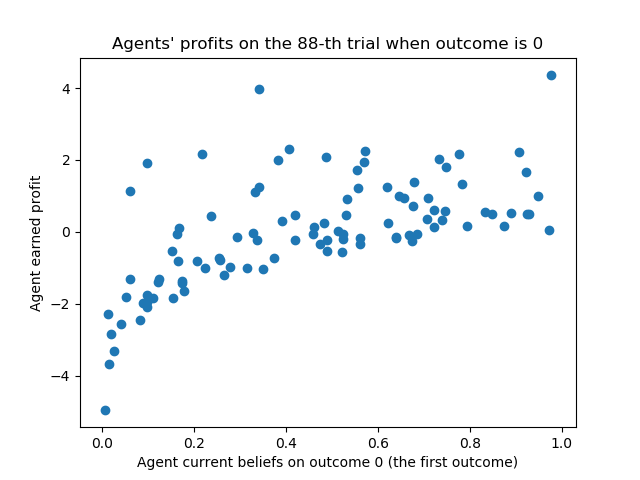 Agents' profits on the 88-th trial when outcome is 0
Agent earned profit
4
2
0
−2
−4
0.0 0.2 0.4 0.6 0.8 1.0
Agent current beliefs on outcome 0 (the first outcome)